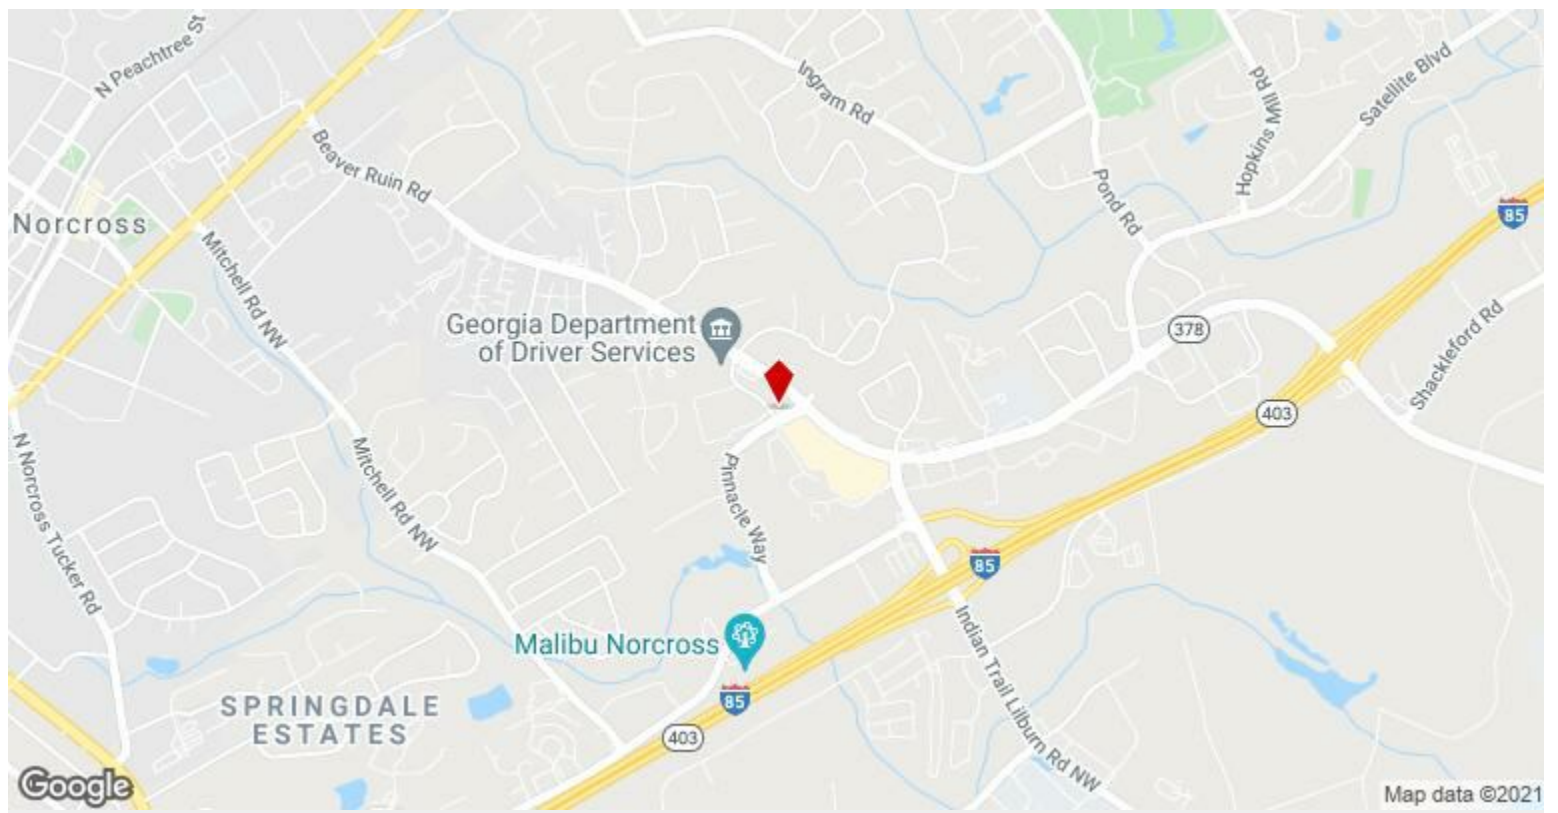 N Peachtree St
Ingram Rd
Hopkins Mill Rd
Satellite Blvd
Beaver Ruin Rd
Pond Rd
Norcross
85
Mitchell Rd NW
Georgia Department
of Driver Services
378
Shackleford Rd
403
N Norcross Tucker Rd
Mitchell Rd NW
Pinnacle Way
85
Malibu Norcross
Indian Trail Lilburn Rd NW
85
SPRINGDALE
ESTATES
403
Google
Map data ©2021